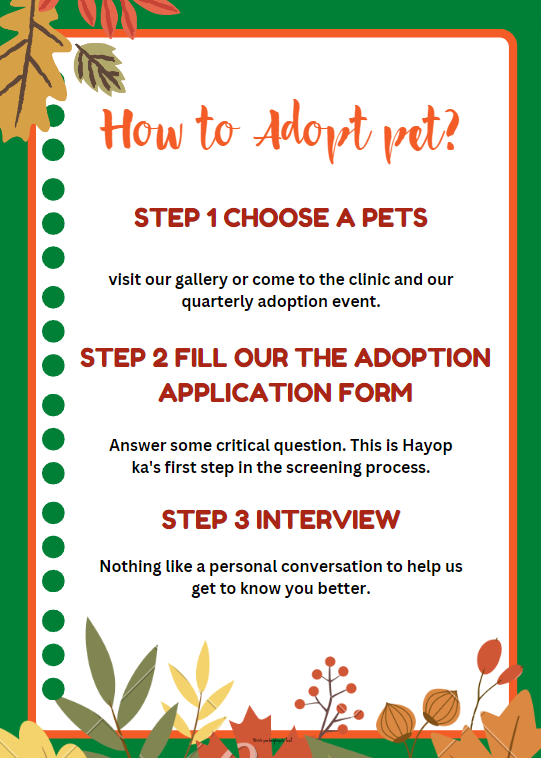 How to Adopt pet?
STEP 1 CHOOSE A PETS
visit our gallery or come to the clinic and our
quarterly adoption event.
STEP 2 FILL OUR THE ADOPTION
APPLICATION FORM
Answer some critical question. This is Hayop
ka's first step in the screening process.
STEP 3 INTERVIEW
Nothing like a personal conversation to help us
get to know you better.